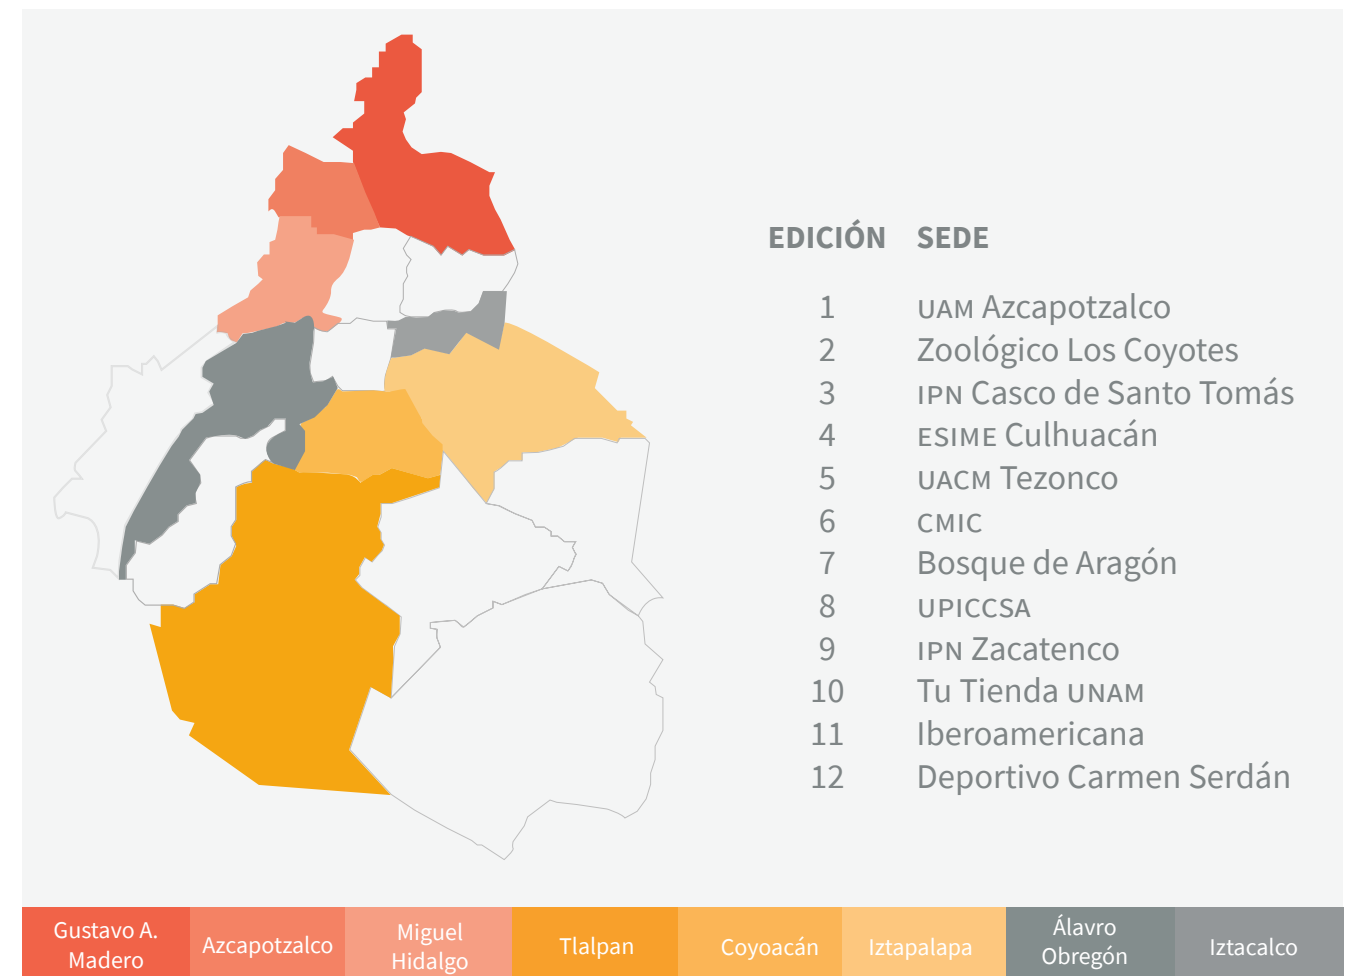 EDICIÓN SEDE
1 UAM Azcapotzalco
2 Zoológico Los Coyotes
3 IPN Casco de Santo Tomás
4 ESIME Culhuacán
5 UACM Tezonco
6 CMIC
7 Bosque de Aragón
8 UPICCSA
9 IPN Zacatenco
10 Tu Tienda UNAM
11 Iberoamericana
12 Deportivo Carmen Serdán
Gustavo A.
Madero
Azcapotzalco
Miguel
Hidalgo
Tlalpan
Coyoacán
Iztapalapa
Álavro
Obregón
Iztacalco